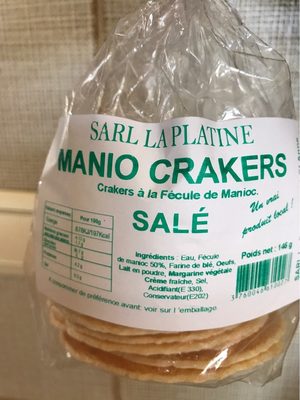 SARL LA PLATINE
MANIO CRAKERS
Crakers à la Fécule de Manioc.
SALÉ
Un vrai
produit local !
Pour 100g
Ingrédients : Eau, Fécule
de manioc 50%, Farine de blé, Oeufs,
Lait en poudre, Margarine végétale
Crème fraîche, Sel,
Acidifiant(E 330),
Conservateur(E202)
Poids net : 146 g
A consommer de préférence avant: voir sur l 'emballage